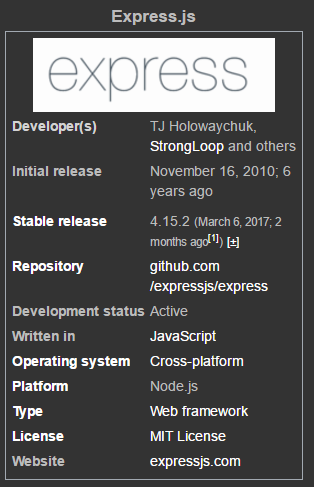 Express.js
express
Developer(s) TJ Holowaychuk,
StrongLoop and others
Initial release November 16, 2010; 6
years ago
Stable release 4.15.2 (March 6, 2017; 2
months ago[1]) [±]
Repository github.com
/expressjs/express
Development status Active
Written in JavaScript
Operating system Cross-platform
Platform Node.js
Type Web framework
License MIT License
Website expressjs.com